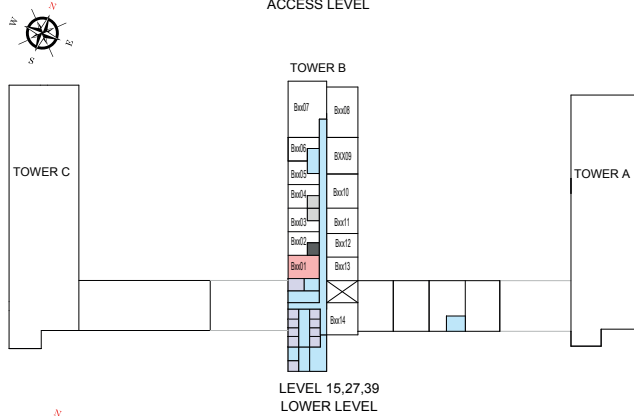 ACCESS LEVEL
N
W
E
S
TOWER B
Bxx07
Bxx08
Bxx06
BXX09
Bxx05
TOWER C
TOWER A
Bxx04
Bxx10
Bxx03
Bxx11
Bxx02
Bxx12
Bxx01
Bxx13
Bxx14
LEVEL 15,27,39
LOWER LEVEL
N